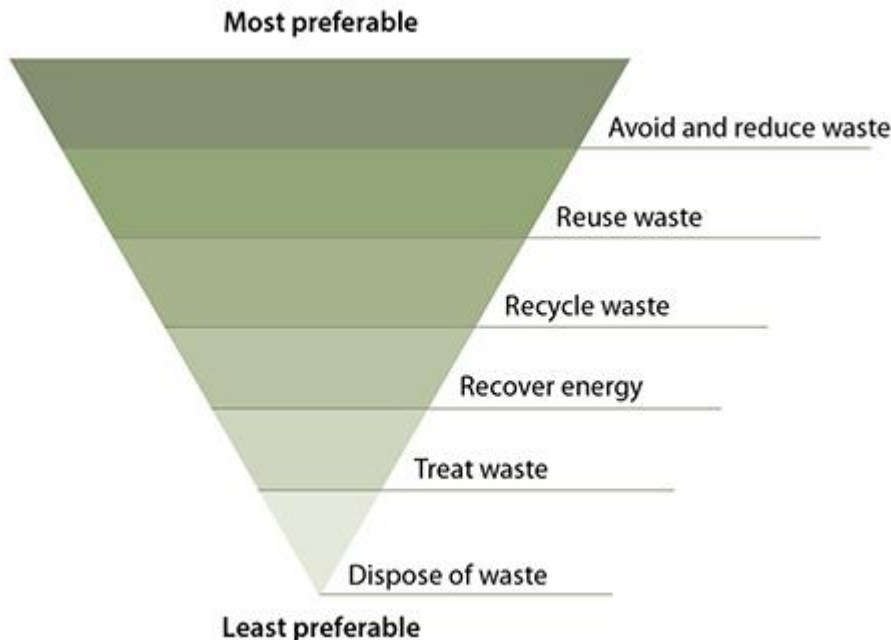 Most preferable
Avoid and reduce waste
Reuse waste
Recycle waste
Recover energy
Treat waste
Dispose of waste
Least preferable